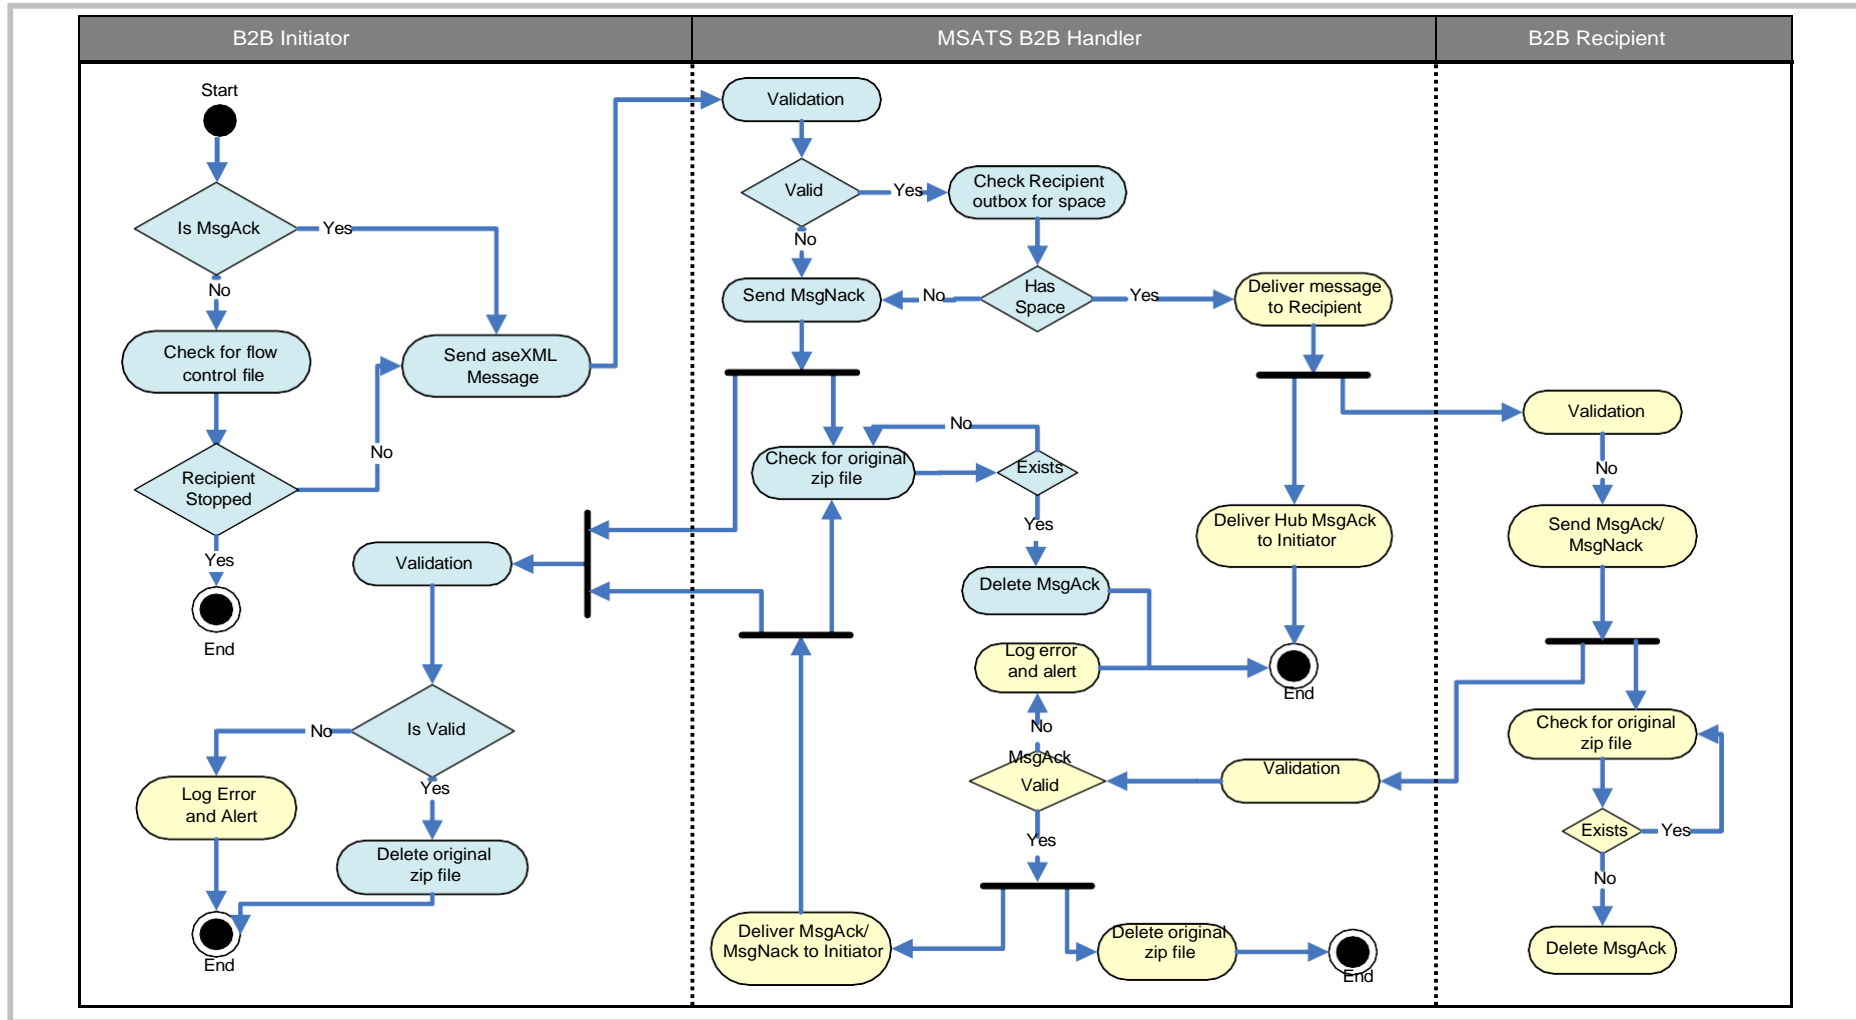 B2B Initiator
MSATS B2B Handler
B2B Recipient
Start
Is MsgAck
Yes
No
Check for flow
control file
Recipient
Stopped
No
Yes
End
Send aseXML
Message
Validation
Is Valid
No
Yes
Log Error
and Alert
Delete original
zip file
End
Validation
Valid
Yes
No
Check Recipient
outbox for space
Send MsgNack
No
Has
Space
Yes
Deliver message
to Recipient
Check for original
zip file
No
Exists
Yes
Delete MsgAck
Deliver Hub MsgAck
to Initiator
Log error
and alert
End
No
MsgAck
Valid
Validation
Yes
Deliver MsgAck/
MsgNack to Initiator
Delete original
zip file
End
Validation
No
Send MsgAck/
MsgNack
Check for original
zip file
Exists
Yes
No
Delete MsgAck